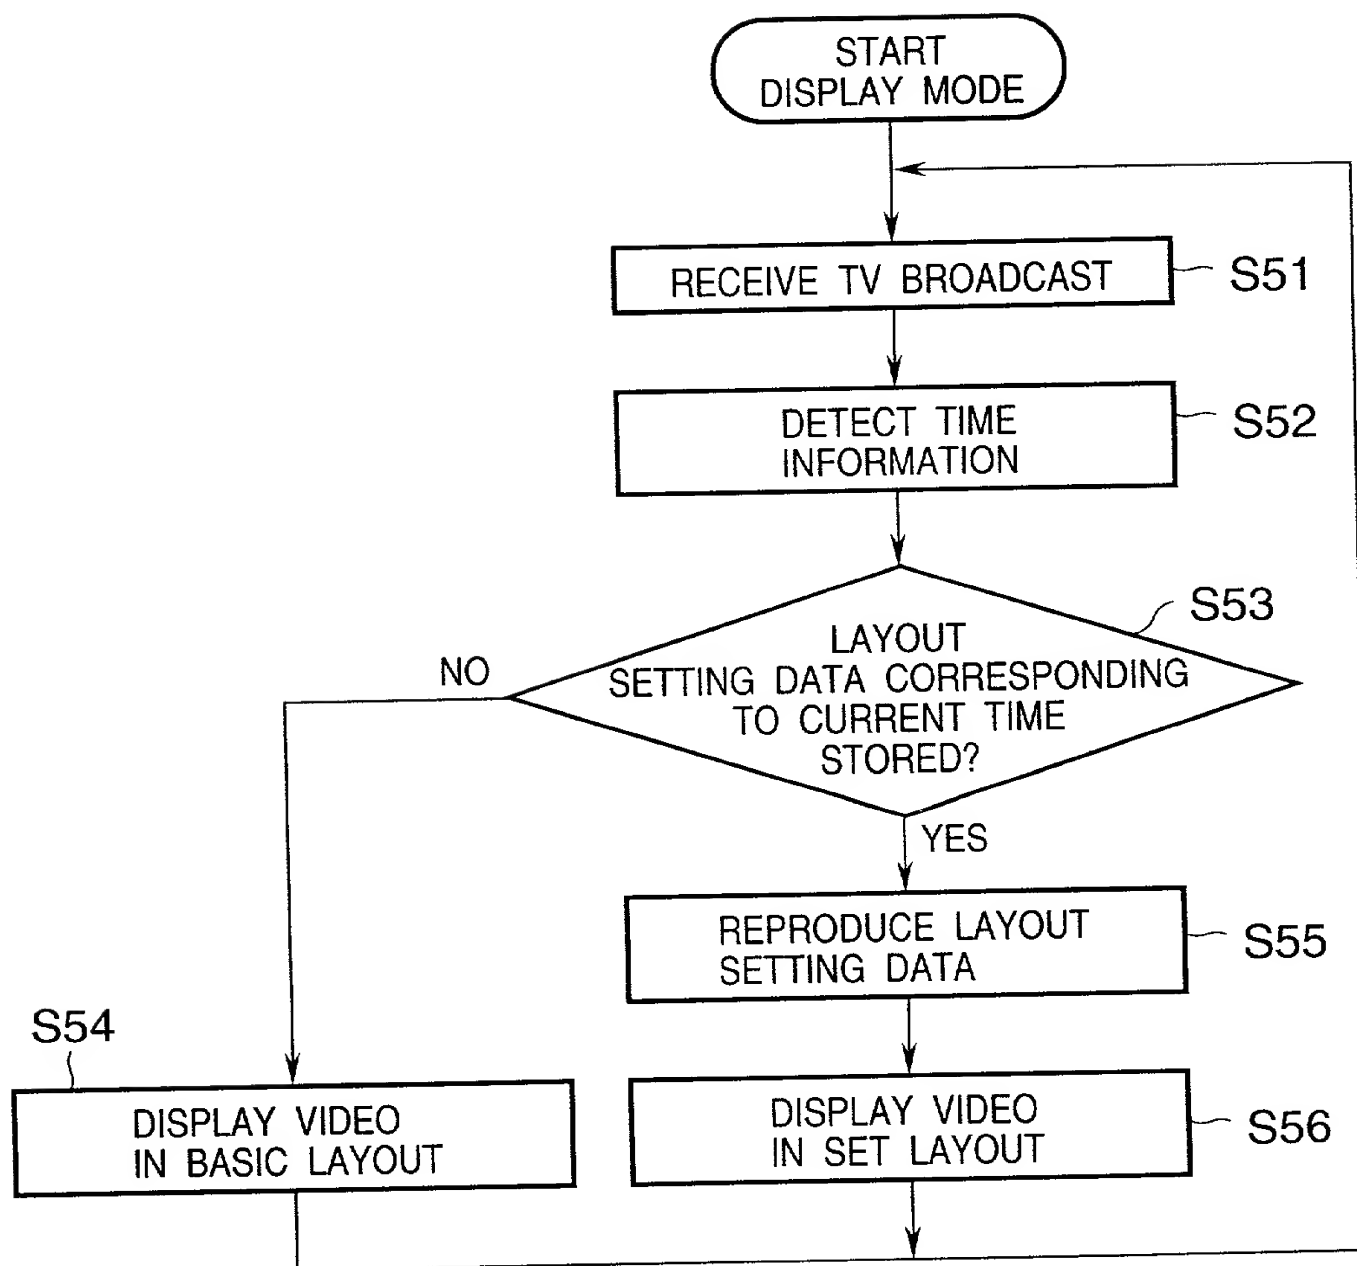 START
DISPLAY MODE
RECEIVE TV BROADCAST
S51
DETECT TIME
INFORMATION
S52
S53
LAYOUT
SETTING DATA CORRESPONDING
TO CURRENT TIME
STORED?
NO
YES
REPRODUCE LAYOUT
SETTING DATA
S55
S54
DISPLAY VIDEO
IN BASIC LAYOUT
DISPLAY VIDEO
IN SET LAYOUT
S56